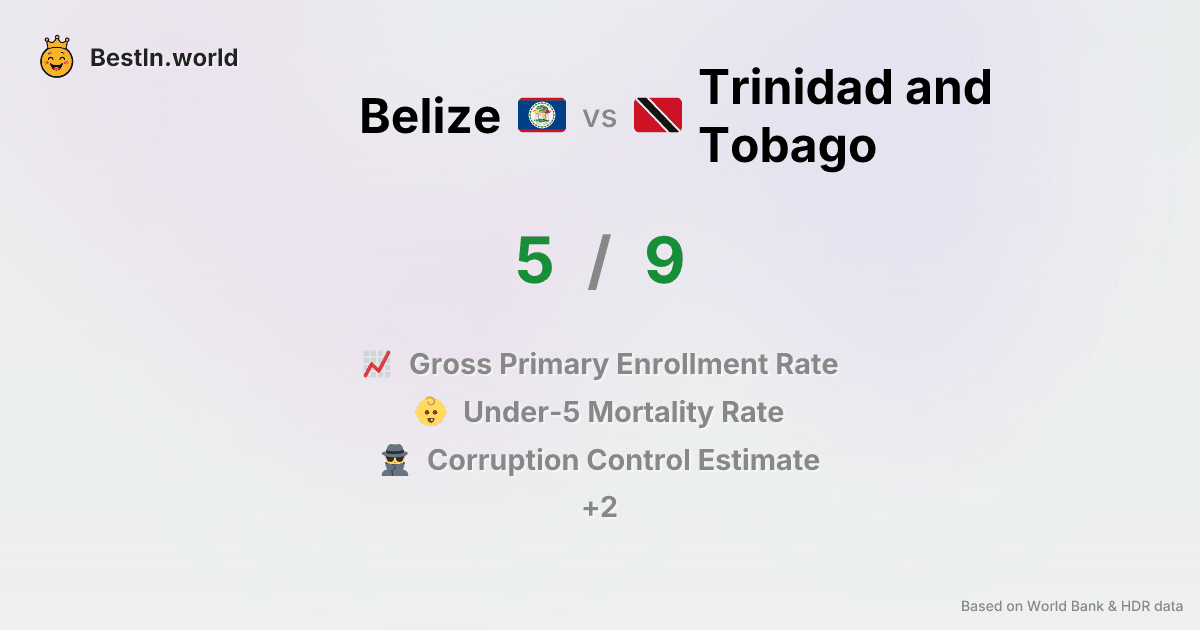 BestIn.world
Belize vs Trinidad and
Tobago
5 / 9
Gross Primary Enrollment Rate
Under-5 Mortality Rate
Corruption Control Estimate
+2
Based on World Bank & HDR data